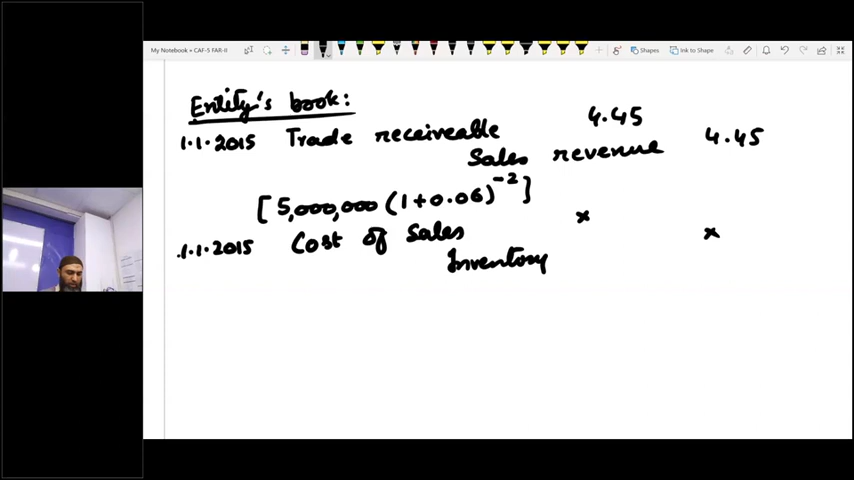 My Notebook » CAF-5 FAR-II
Shapes
Ink to Shape
Entity's book:
1.1.2015 Trade receiveable 4.45
Sales revenue 4.45
[5,000,000 (1+0.06)⁻²]
1.1.2015 Cost of Sales x
Inventory x